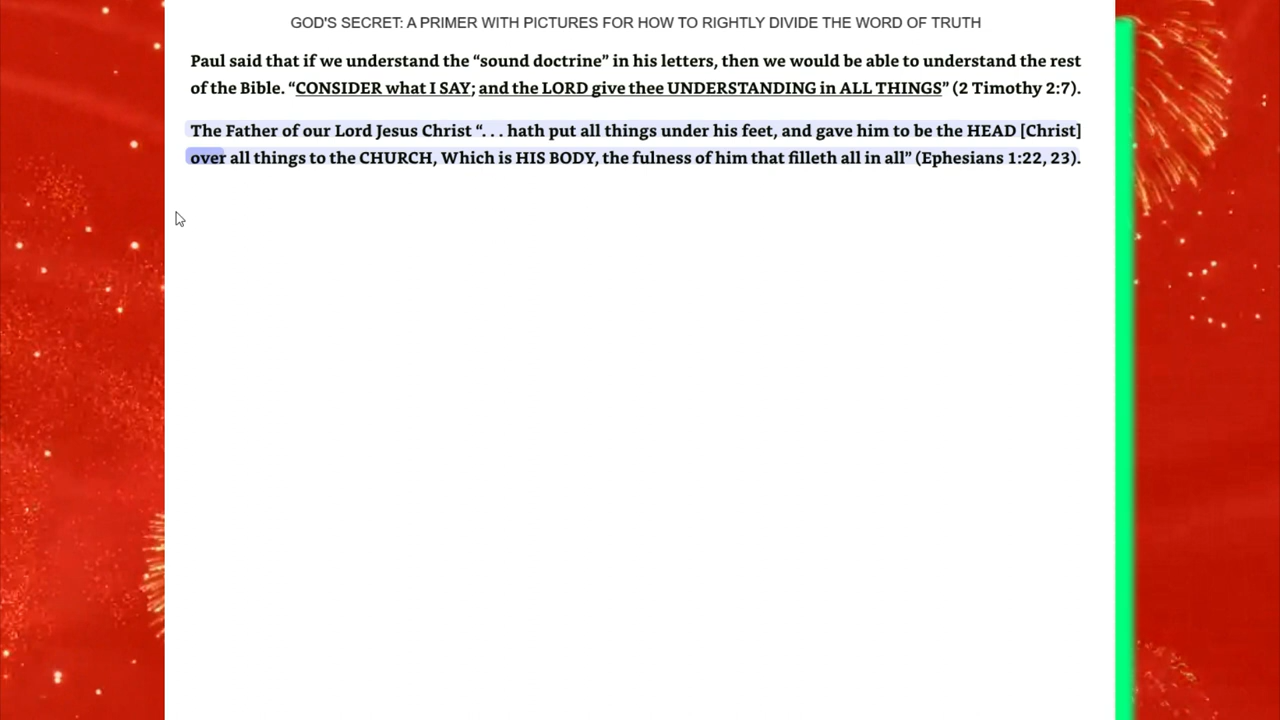 GOD'S SECRET: A PRIMER WITH PICTURES FOR HOW TO RIGHTLY DIVIDE THE WORD OF TRUTH
Paul said that if we understand the “sound doctrine” in his letters, then we would be able to understand the rest
of the Bible. “CONSIDER what I SAY; and the LORD give thee UNDERSTANDING in ALL THINGS” (2 Timothy 2:7).
The Father of our Lord Jesus Christ “. . . hath put all things under his feet, and gave him to be the HEAD [Christ]
over all things to the CHURCH, Which is HIS BODY, the fulness of him that filleth all in all” (Ephesians 1:22, 23).